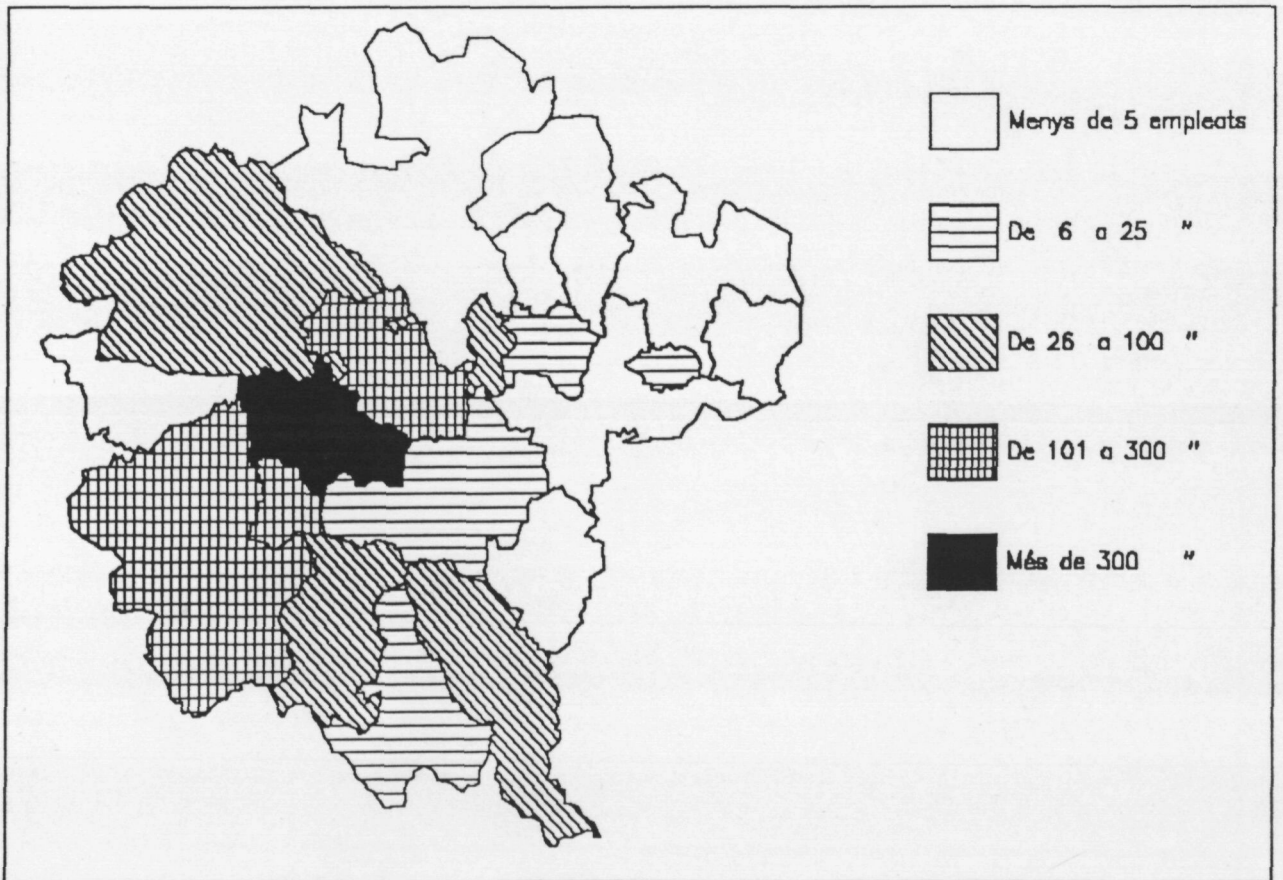 Menys de 5 empleats
De 6 a 25 "
De 26 a 100 "
De 101 a 300 "
Més de 300 "